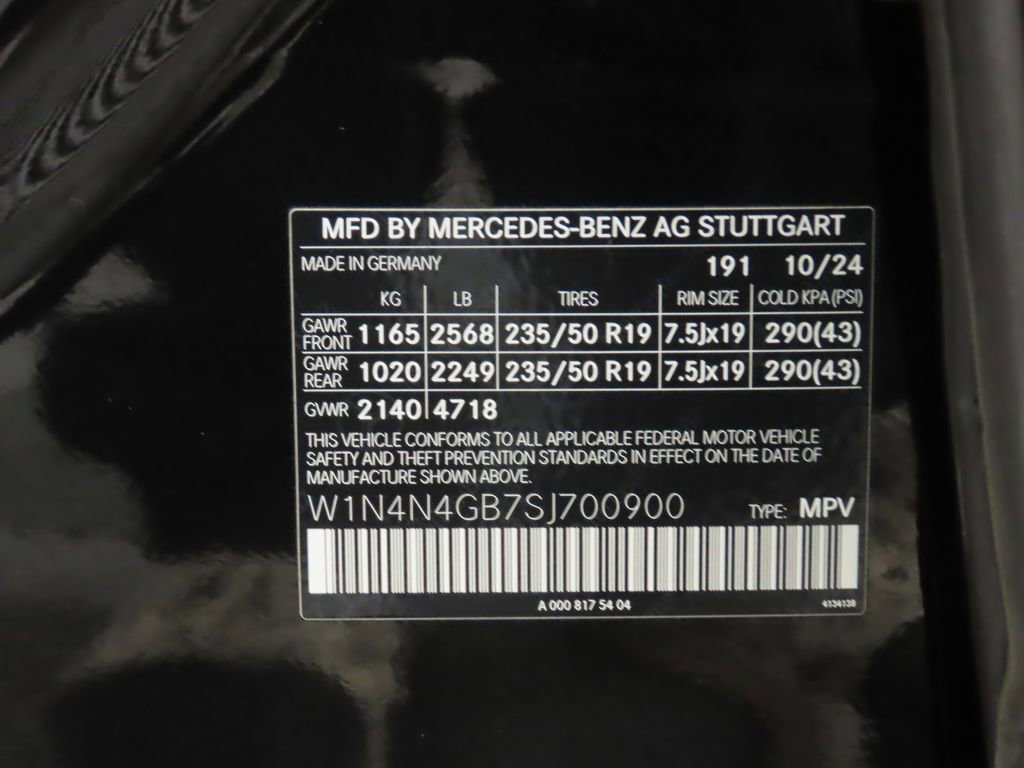 MFD BY MERCEDES-BENZ AG STUTTGART
MADE IN GERMANY 191 10/24
KG LB TIRES RIM SIZE COLD KPA (PSI)
GAWR FRONT 1165 2568 235/50 R19 7.5Jx19 290(43)
GAWR REAR 1020 2249 235/50 R19 7.5Jx19 290(43)
GVWR 2140 4718
THIS VEHICLE CONFORMS TO ALL APPLICABLE FEDERAL MOTOR VEHICLE
SAFETY AND THEFT PREVENTION STANDARDS IN EFFECT ON THE DATE OF
MANUFACTURE SHOWN ABOVE.
W1N4N4GB7SJ700900 TYPE: MPV
A 000 817 54 04 4134138